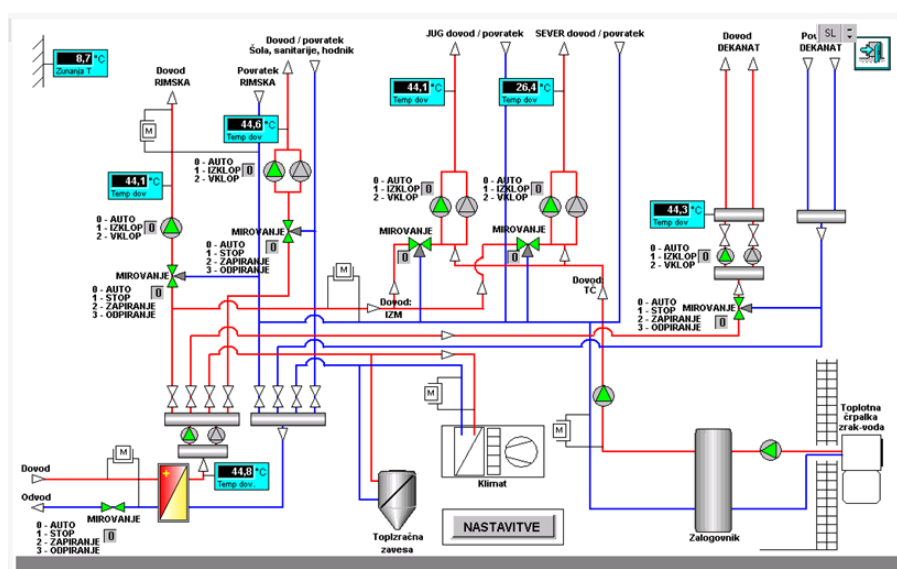 JUG dovod / povratek
SEVER dovod / povratek
SL
Dovod / povratek
Šola, sanitarije, hodnik
Dovod
DEKANAT
DEKANAT
8,7 °C
Zunanja T
Dovod
RIMSKA
Povratek
RIMSKA
44,1 °C
Temp dov
26,4 °C
Temp dov
44,6 °C
Temp dov
M
0 - AUTO
1 - IZKLOP
2 - VKLOP
0
0 - AUTO
1 - IZKLOP
2 - VKLOP
0
0 - AUTO
1 - IZKLOP
2 - VKLOP
0
44,1 °C
Temp dov
44,3 °C
Temp dov
0 - AUTO
1 - IZKLOP
2 - VKLOP
0
MIROVANJE
0 - AUTO
1 - STOP
2 - ZAPIRANJE
3 - ODPIRANJE
0
MIROVANJE
0
MIROVANJE
0
0 - AUTO
1 - IZKLOP
2 - VKLOP
0
MIROVANJE
0 - AUTO
1 - STOP
2 - ZAPIRANJE
3 - ODPIRANJE
0
M
Dovod:
IZM
Dovod:
TČ
0 - AUTO
1 - STOP
2 - ZAPIRANJE
3 - ODPIRANJE
MIROVANJE
0
M
M
Toplotna
črpalka
zrak-voda
M
Dovod
44,8 °C
Temp dov.
Klimat
Odvod
MIROVANJE
0 - AUTO
1 - STOP
2 - ZAPIRANJE
3 - ODPIRANJE
0
Toplzračna
zavesa
NASTAVITVE
Zalogovnik